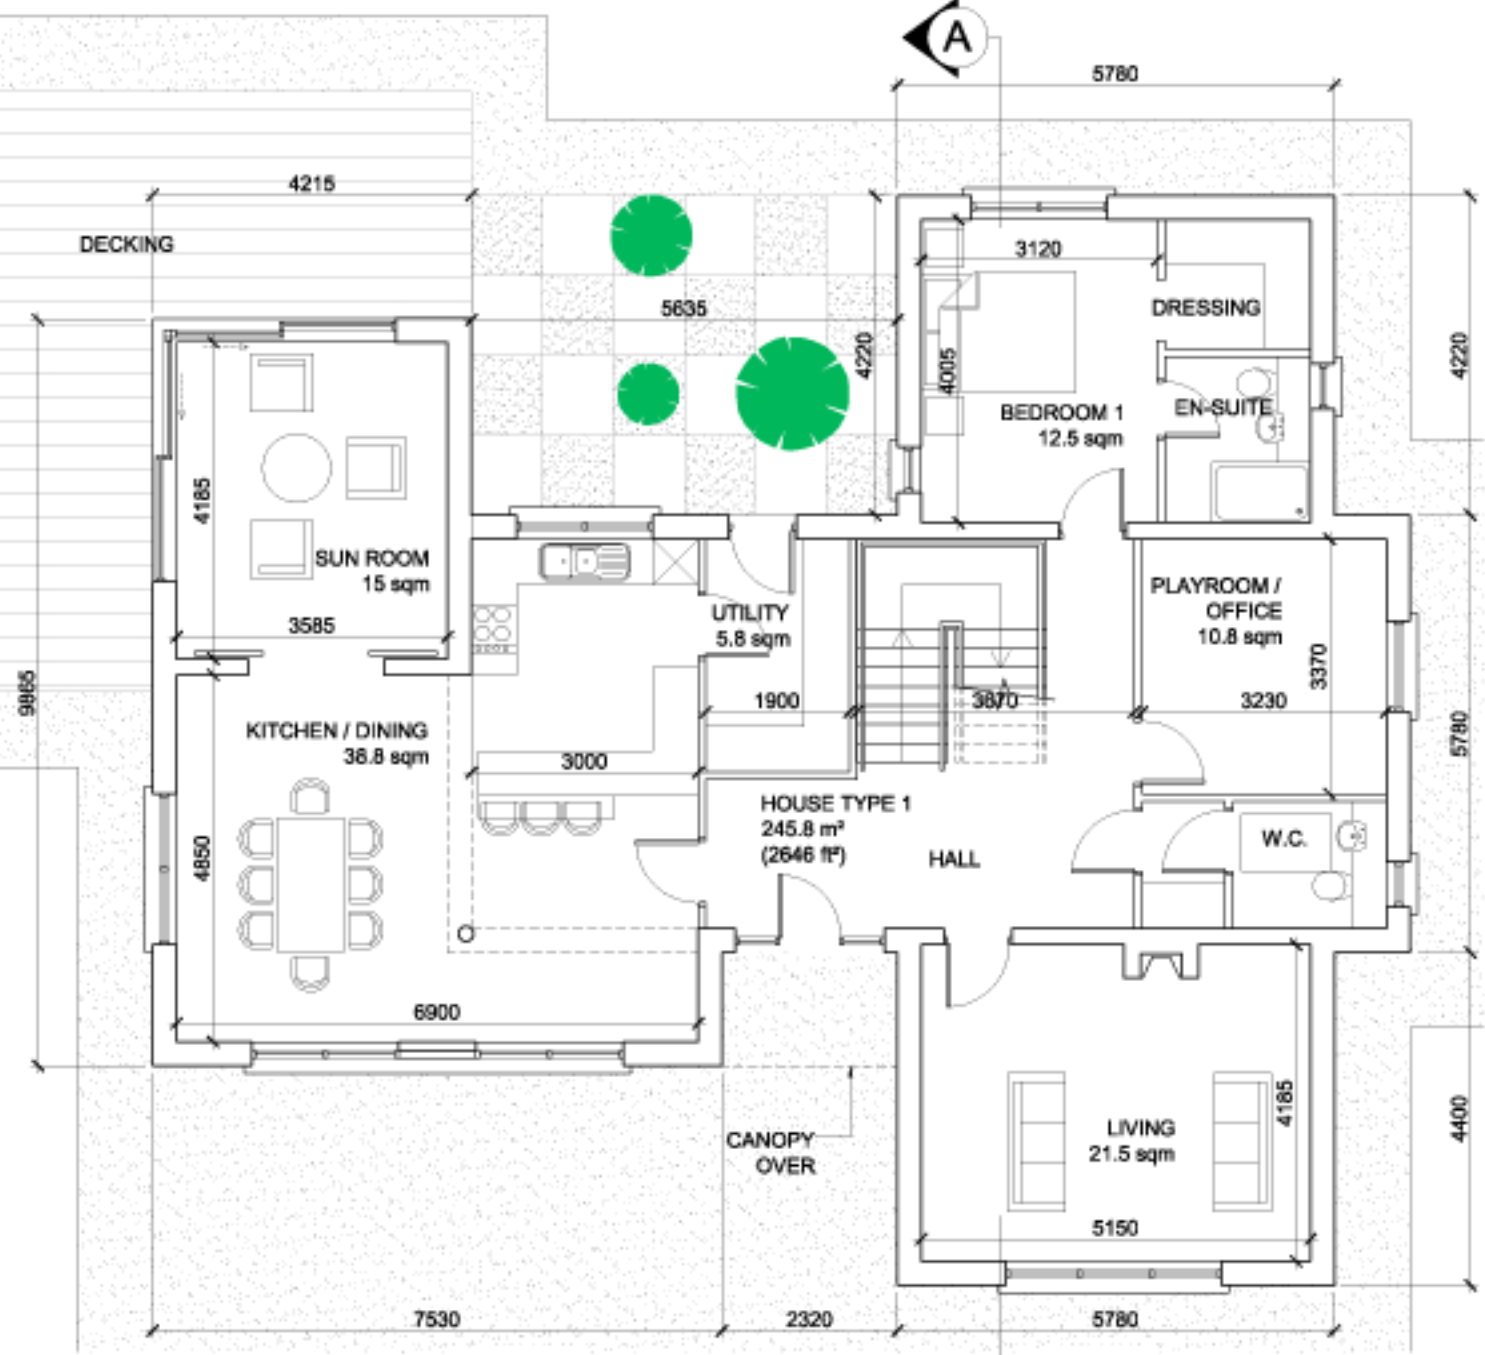 A
5780
4215
DECKING
3120
5635
DRESSING
4220
4005
4220
BEDROOM 1
12.5 sqm
EN-SUITE
4185
SUN ROOM
15 sqm
3585
UTILITY
5.8 sqm
PLAYROOM /
OFFICE
10.8 sqm
3370
9865
1900
3870
3230
5780
KITCHEN / DINING
38.8 sqm
3000
HOUSE TYPE 1
245.8 m²
(2646 ft²)
HALL
W.C.
4850
6900
CANOPY
OVER
LIVING
21.5 sqm
4185
4400
5150
7530
2320
5780